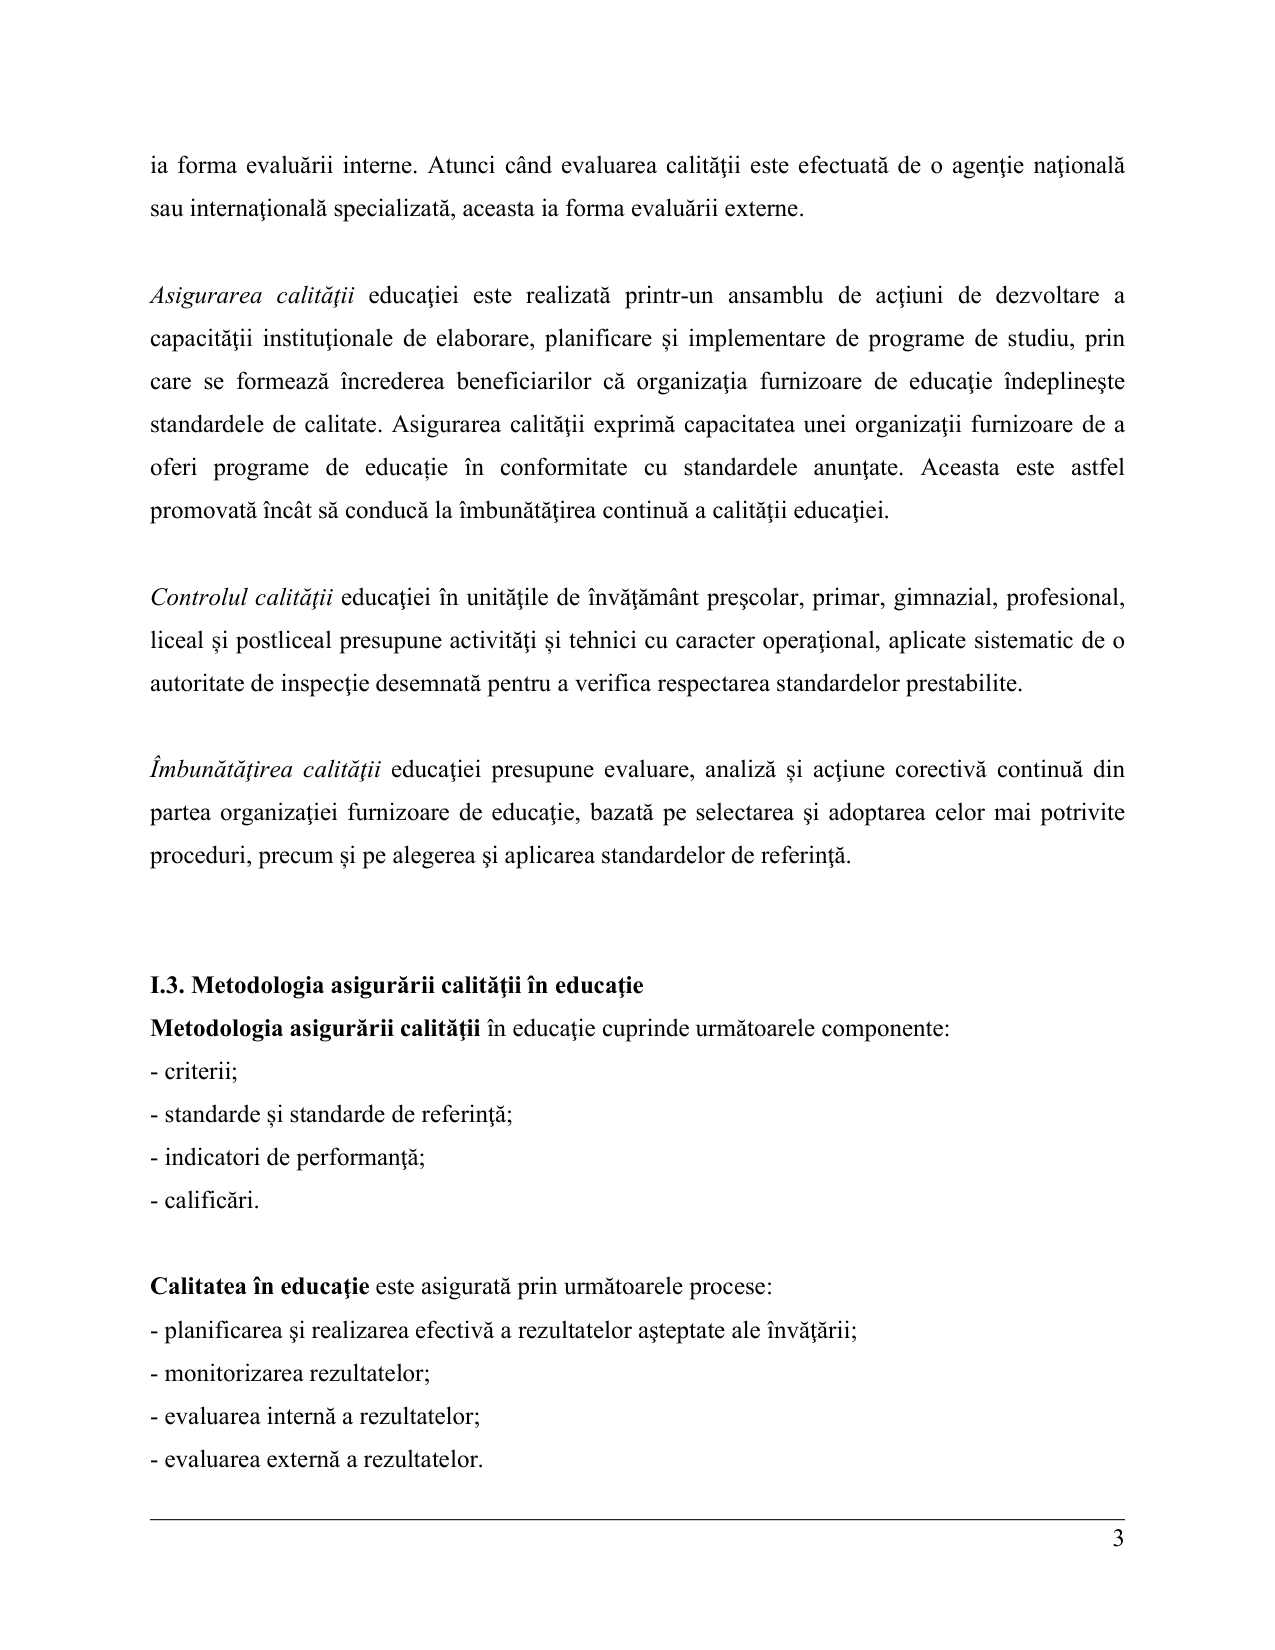 ia forma evaluării interne. Atunci când evaluarea calităţii este efectuată de o agenţie naţională
sau internaţională specializată, aceasta ia forma evaluării externe.
Asigurarea calităţii educaţiei este realizată printr-un ansamblu de acţiuni de dezvoltare a
capacităţii instituţionale de elaborare, planificare și implementare de programe de studiu, prin
care se formează încrederea beneficiarilor că organizaţia furnizoare de educaţie îndeplineşte
standardele de calitate. Asigurarea calităţii exprimă capacitatea unei organizaţii furnizoare de a
oferi programe de educație în conformitate cu standardele anunţate. Aceasta este astfel
promovată încât să conducă la îmbunătăţirea continuă a calităţii educaţiei.
Controlul calităţii educaţiei în unităţile de învăţământ preşcolar, primar, gimnazial, profesional,
liceal și postliceal presupune activităţi și tehnici cu caracter operaţional, aplicate sistematic de o
autoritate de inspecţie desemnată pentru a verifica respectarea standardelor prestabilite.
Îmbunătăţirea calităţii educaţiei presupune evaluare, analiză și acţiune corectivă continuă din
partea organizaţiei furnizoare de educaţie, bazată pe selectarea şi adoptarea celor mai potrivite
proceduri, precum și pe alegerea şi aplicarea standardelor de referinţă.
I.3. Metodologia asigurării calităţii în educaţie
Metodologia asigurării calităţii în educaţie cuprinde următoarele componente:
- criterii;
- standarde și standarde de referinţă;
- indicatori de performanţă;
- calificări.
Calitatea în educaţie este asigurată prin următoarele procese:
- planificarea şi realizarea efectivă a rezultatelor aşteptate ale învăţării;
- monitorizarea rezultatelor;
- evaluarea internă a rezultatelor;
- evaluarea externă a rezultatelor.
3